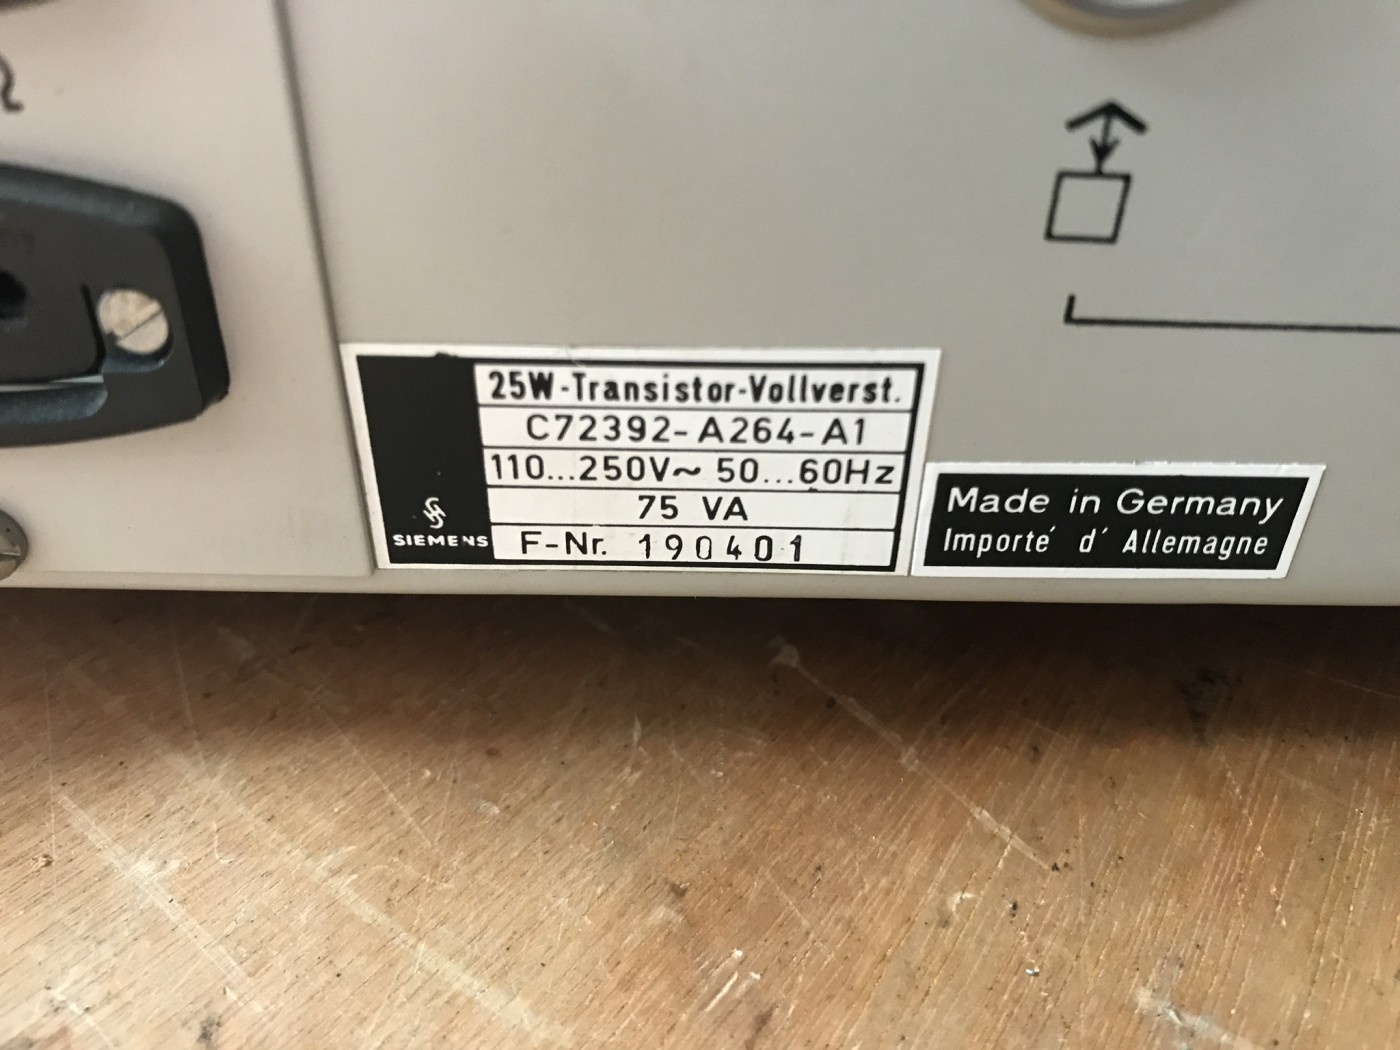 25W-Transistor-Vollverst.
C72392-A264-A1
110...250V~ 50...60Hz
75 VA
SIEMENS
F-Nr. 190401
Made in Germany
Importé d' Allemagne